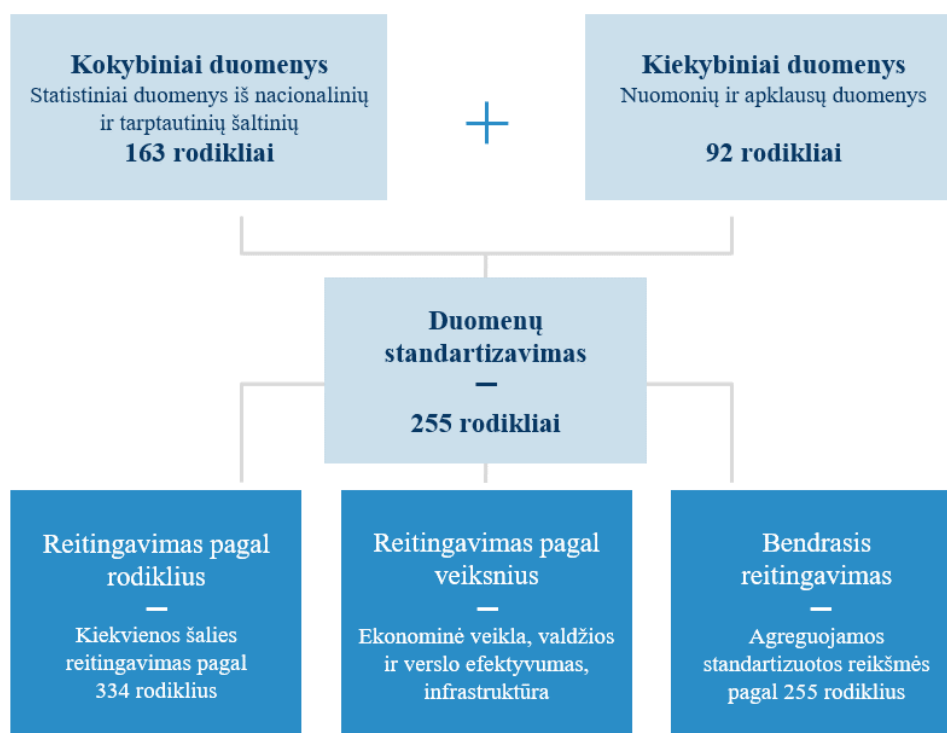 Kokybiniai duomenys
Statistiniai duomenys iš nacionalinių
ir tarptautinių šaltinių
163 rodikliai
Kiekybiniai duomenys
Nuomonių ir apklausų duomenys
92 rodikliai
Duomenų
standartizavimas
255 rodikliai
Reitingavimas pagal
rodiklius
Kiekvienos šalies
reitingavimas pagal
334 rodiklius
Reitingavimas pagal
veiksnius
Ekonominė veikla, valdžios
ir verslo efektyvumas,
infrastruktūra
Bendrasis
reitingavimas
Agreguojamos
standartizuotos reikšmės
pagal 255 rodiklius